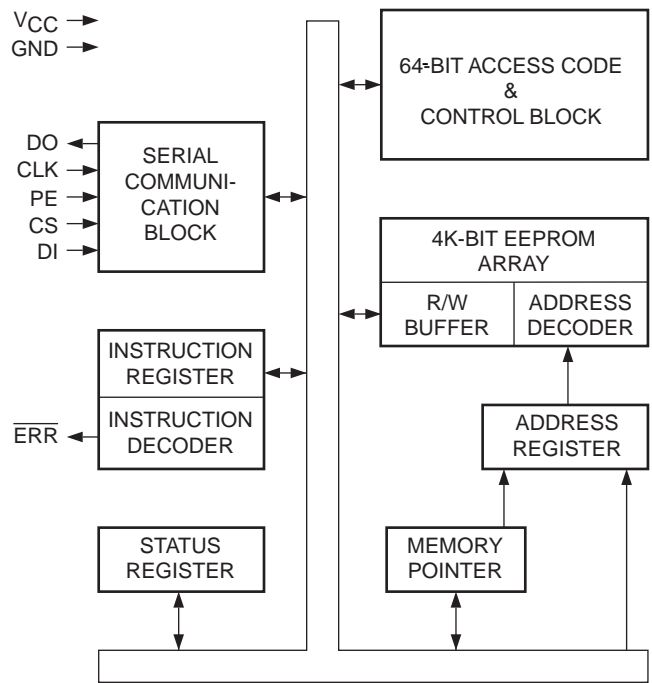 VCC
GND
64-BIT ACCESS CODE
&
CONTROL BLOCK
DO
CLK
PE
CS
DI
SERIAL
COMMUNI-
CATION
BLOCK
4K-BIT EEPROM
ARRAY
R/W
BUFFER
ADDRESS
DECODER
INSTRUCTION
REGISTER
INSTRUCTION
DECODER
ERR
ADDRESS
REGISTER
STATUS
REGISTER
MEMORY
POINTER